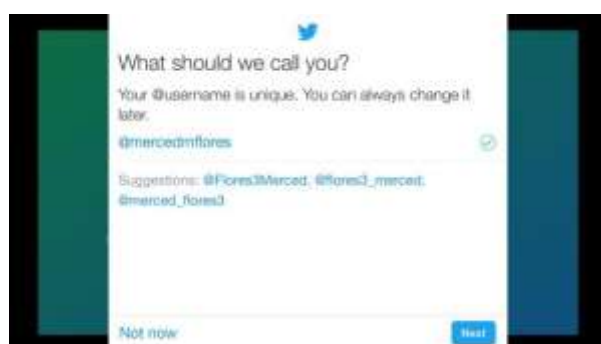 What should we call you?
Your @username is unique. You can always change it
later.
@mercedmflores
Suggestions: @Flores3Merced, @flores3_merced,
@merced_flores3
Not now
Next